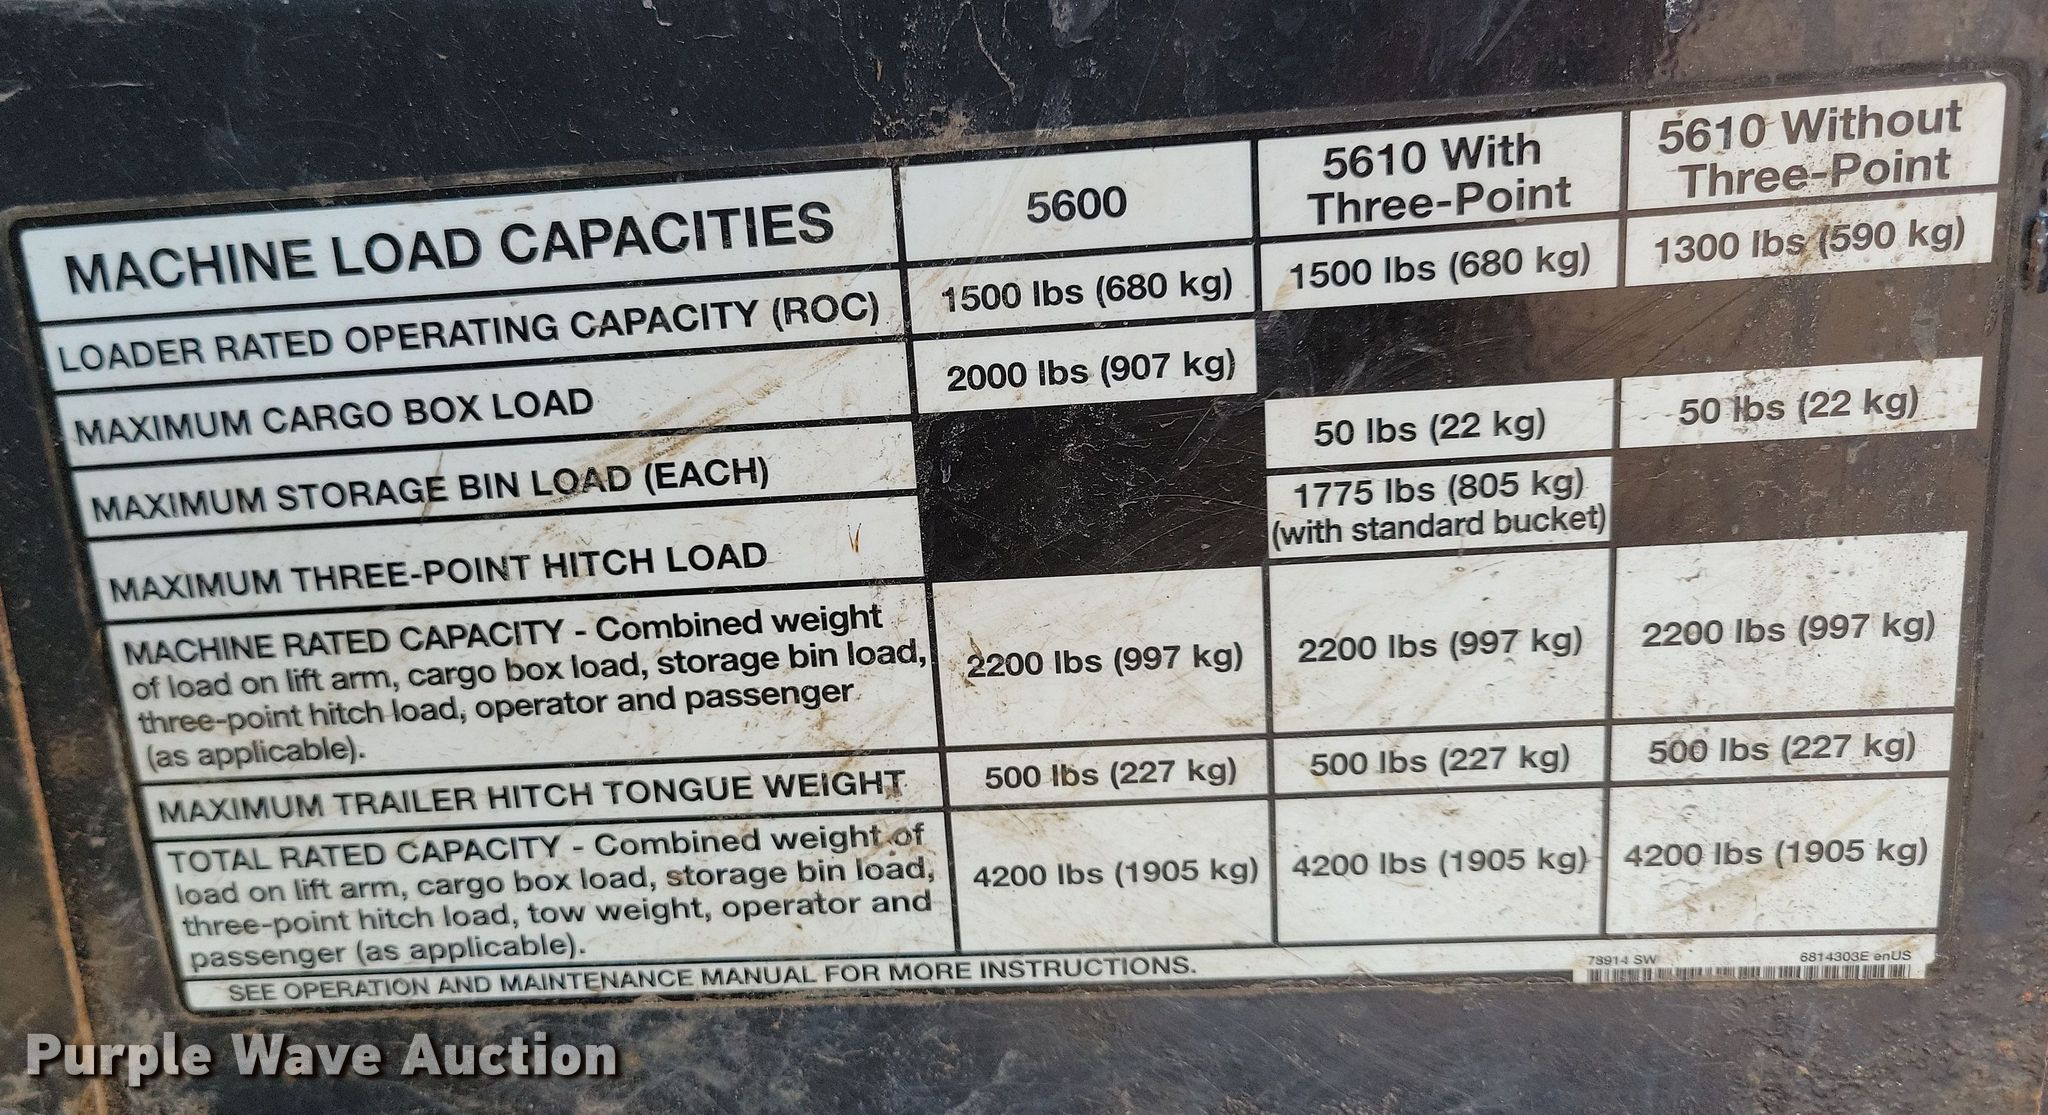 MACHINE LOAD CAPACITIES 5600 5610 With Three-Point 5610 Without Three-Point
LOADER RATED OPERATING CAPACITY (ROC) 1500 lbs (680 kg) 1500 lbs (680 kg) 1300 lbs (590 kg)
MAXIMUM CARGO BOX LOAD 2000 lbs (907 kg)
MAXIMUM STORAGE BIN LOAD (EACH) 50 lbs (22 kg) 50 lbs (22 kg)
MAXIMUM THREE-POINT HITCH LOAD 1775 lbs (805 kg) (with standard bucket)
MACHINE RATED CAPACITY - Combined weight
of load on lift arm, cargo box load, storage bin load,
three-point hitch load, operator and passenger
(as applicable).
2200 lbs (997 kg) 2200 lbs (997 kg) 2200 lbs (997 kg)
MAXIMUM TRAILER HITCH TONGUE WEIGHT 500 lbs (227 kg) 500 lbs (227 kg) 500 lbs (227 kg)
TOTAL RATED CAPACITY - Combined weight of
load on lift arm, cargo box load, storage bin load,
three-point hitch load, tow weight, operator and
passenger (as applicable).
4200 lbs (1905 kg) 4200 lbs (1905 kg) 4200 lbs (1905 kg)
SEE OPERATION AND MAINTENANCE MANUAL FOR MORE INSTRUCTIONS.
78914 SW 6814303E enUS
Purple Wave Auction